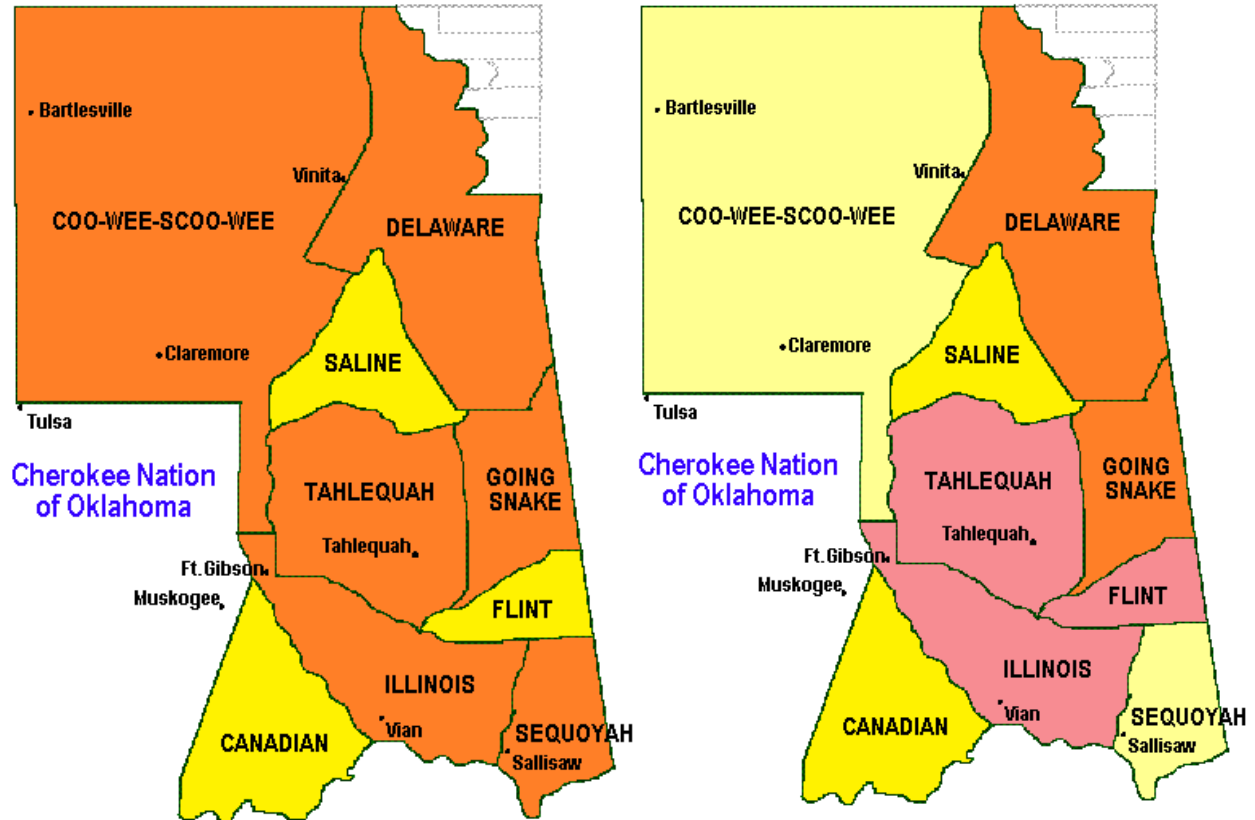 Bartlesville
Vinita
COO-WEE-SCOO-WEE
DELAWARE
Claremore
SALINE
Tulsa
Cherokee Nation
of Oklahoma
TAHLEQUAH
GOING
SNAKE
Tahlequah
Ft.Gibson
Muskogee
FLINT
ILLINOIS
Vian
CANADIAN
SEQUOYAH
Sallisaw
Bartlesville
Vinita
COO-WEE-SCOO-WEE
DELAWARE
Claremore
SALINE
Tulsa
Cherokee Nation
of Oklahoma
TAHLEQUAH
GOING
SNAKE
Tahlequah
Ft.Gibson
Muskogee
FLINT
ILLINOIS
Vian
CANADIAN
SEQUOYAH
Sallisaw